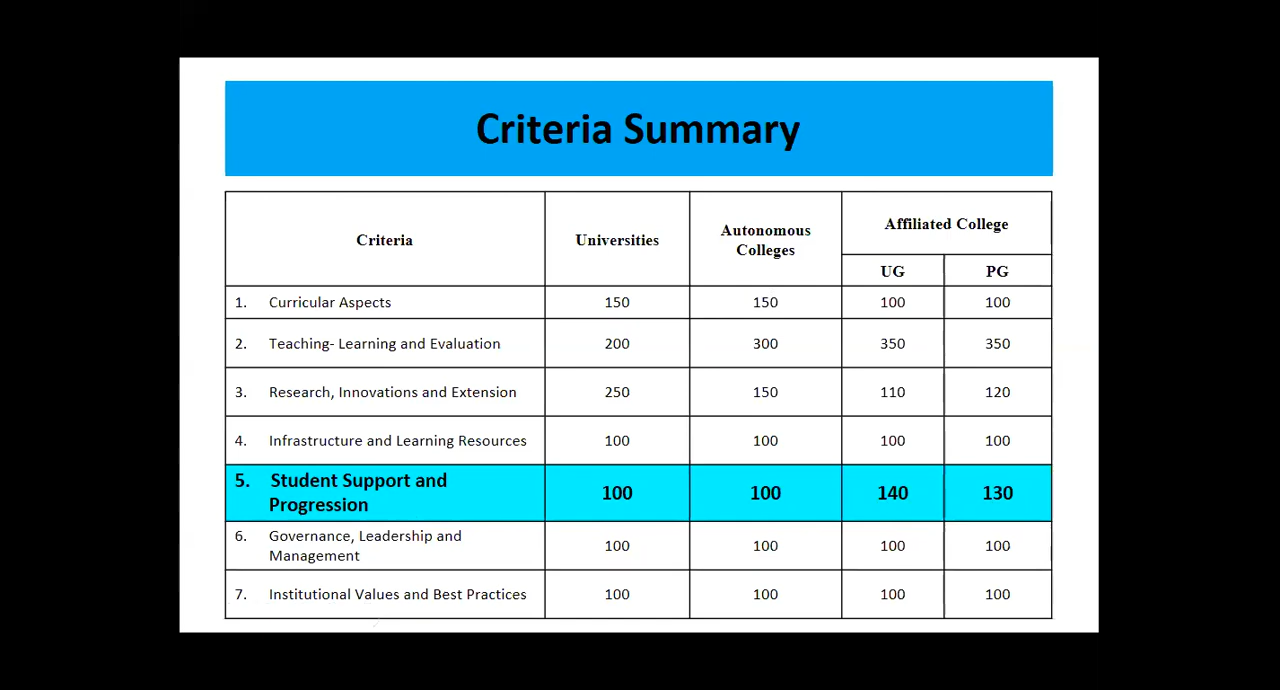 Criteria Summary
Criteria Universities Autonomous Colleges Affiliated College
UG PG
1. Curricular Aspects 150 150 100 100
2. Teaching- Learning and Evaluation 200 300 350 350
3. Research, Innovations and Extension 250 150 110 120
4. Infrastructure and Learning Resources 100 100 100 100
5. Student Support and
Progression 100 100 140 130
6. Governance, Leadership and
Management 100 100 100 100
7. Institutional Values and Best Practices 100 100 100 100